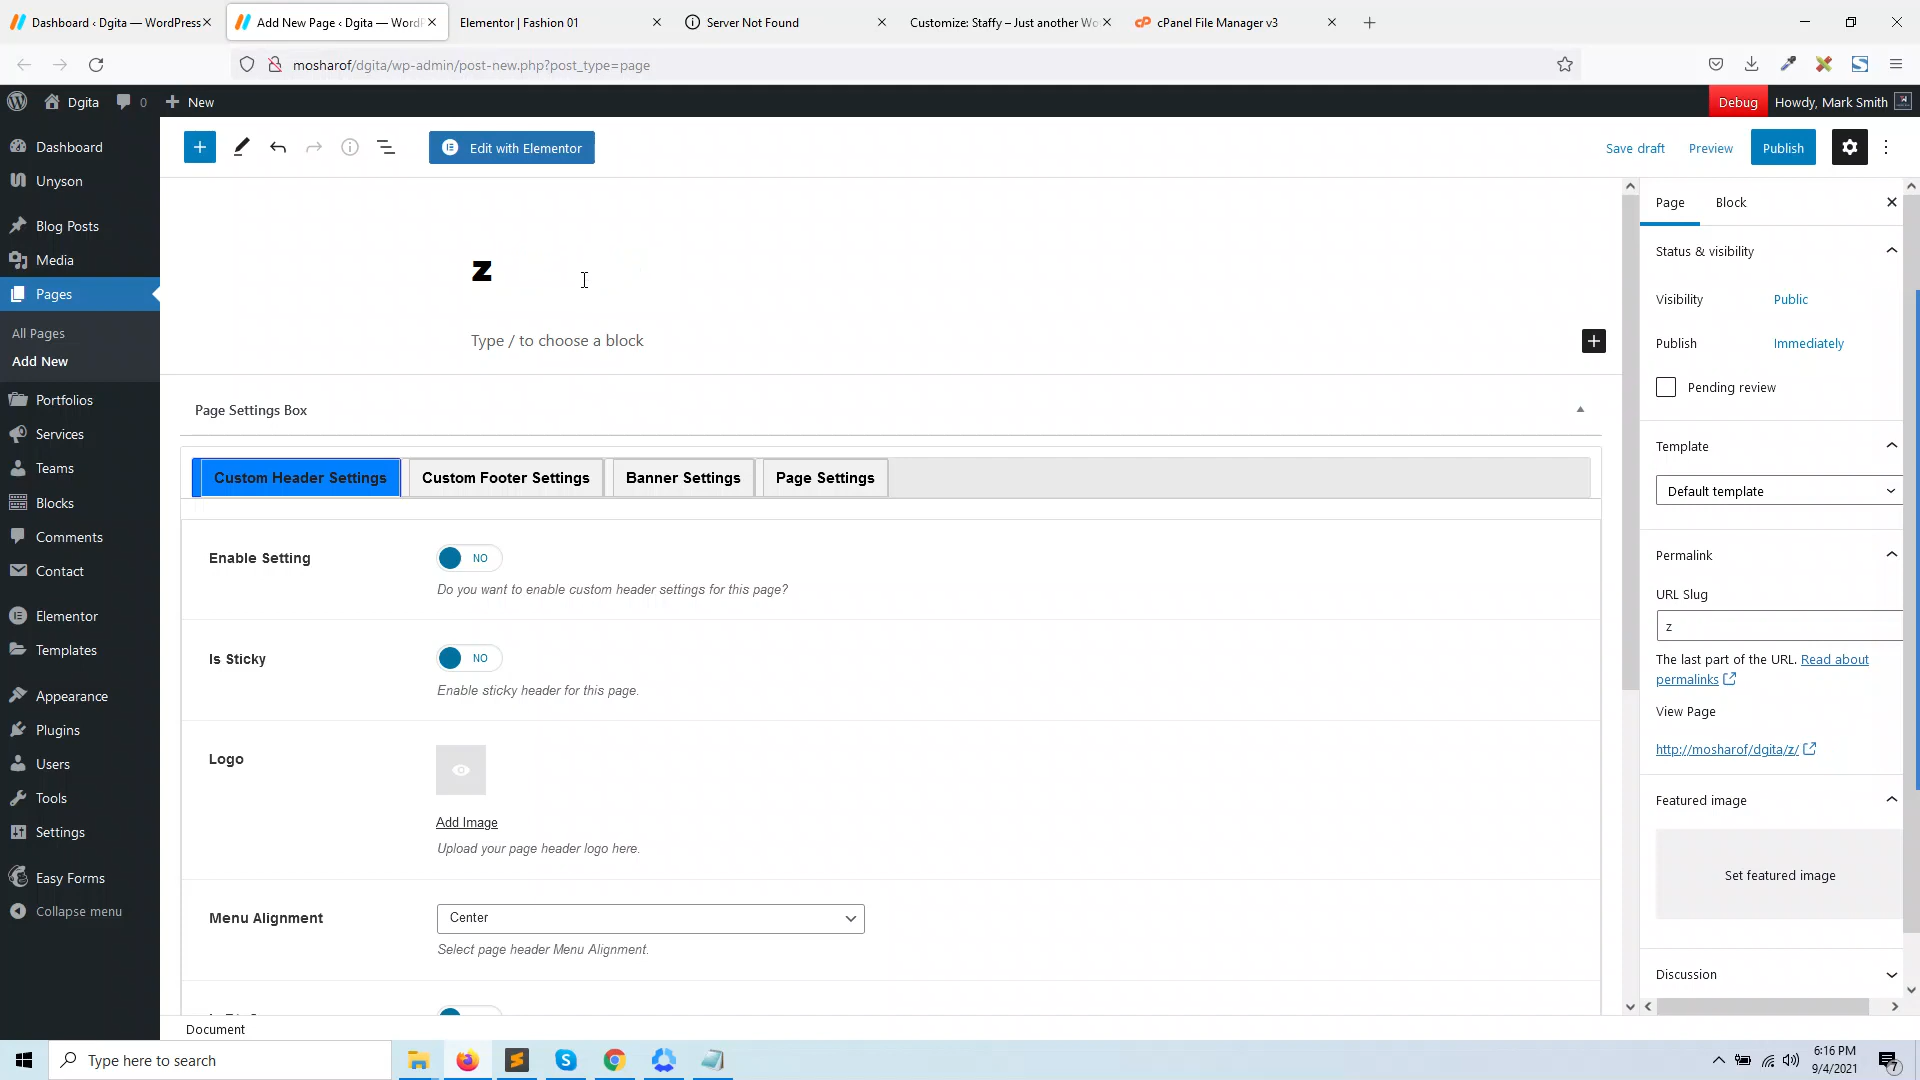 Dashboard ‹ Dgita — WordPress
Add New Page ‹ Dgita — WordP
Elementor | Fashion 01
Server Not Found
Customize: Staffy – Just another Wo
cPanel File Manager v3
mosharof/dgita/wp-admin/post-new.php?post_type=page
Dgita
0
New
Debug
Howdy, Mark Smith
Dashboard
Unyson
Blog Posts
Media
Pages
All Pages
Add New
Portfolios
Services
Teams
Blocks
Comments
Contact
Elementor
Templates
Appearance
Plugins
Users
Tools
Settings
Easy Forms
Collapse menu
Edit with Elementor
Save draft
Preview
Publish
z
Type / to choose a block
Page Settings Box
Custom Header Settings
Custom Footer Settings
Banner Settings
Page Settings
Enable Setting
NO
Do you want to enable custom header settings for this page?
Is Sticky
NO
Enable sticky header for this page.
Logo
Add Image
Upload your page header logo here.
Menu Alignment
Center
Select page header Menu Alignment.
Document
Page
Block
Status & visibility
Visibility
Public
Publish
Immediately
Pending review
Template
Default template
Permalink
URL Slug
z
The last part of the URL. Read about
permalinks
View Page
http://mosharof/dgita/z/
Featured image
Set featured image
Discussion
Type here to search
6:16 PM
9/4/2021
7